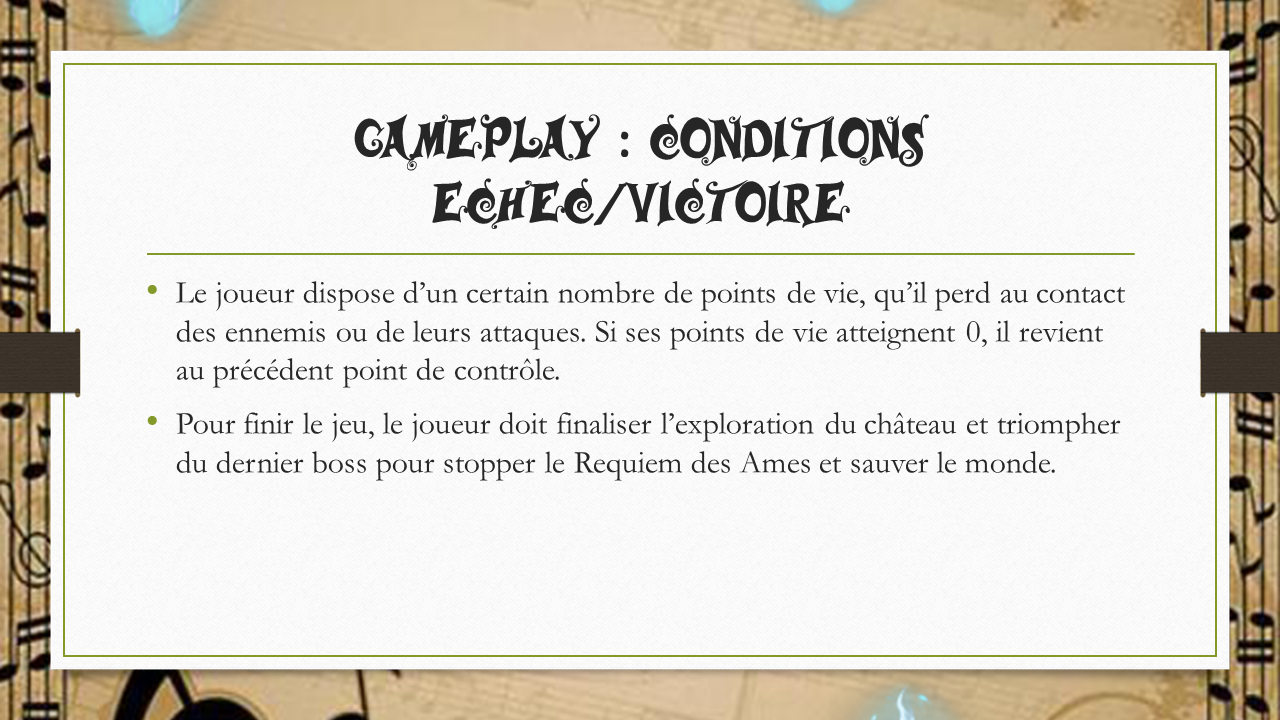 GAMEPLAY : CONDITIONS
ECHEC/VICTOIRE
• Le joueur dispose d’un certain nombre de points de vie, qu’il perd au contact
des ennemis ou de leurs attaques. Si ses points de vie atteignent 0, il revient
au précédent point de contrôle.
• Pour finir le jeu, le joueur doit finaliser l’exploration du château et triompher
du dernier boss pour stopper le Requiem des Ames et sauver le monde.